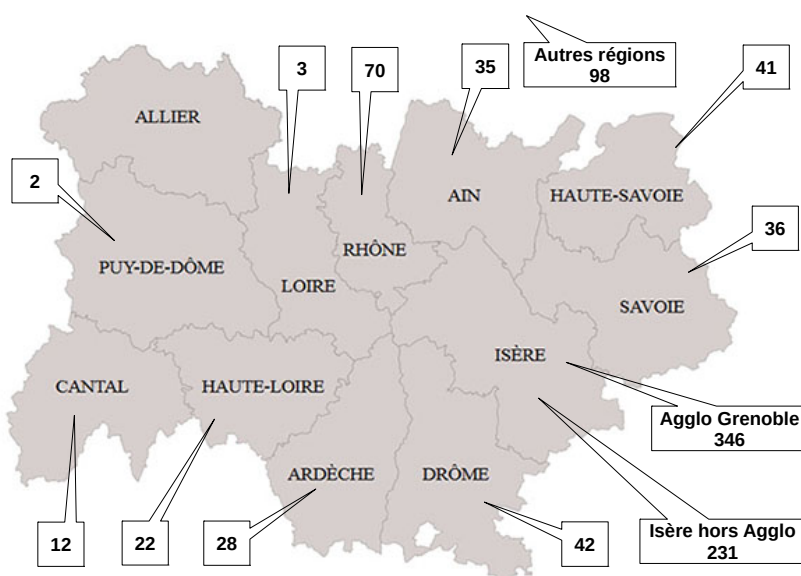 Autres régions
98
3
70
35
41
ALLIER
2
AIN
HAUTE-SAVOIE
36
RHÔNE
PUY-DE-DÔME
LOIRE
SAVOIE
ISÈRE
CANTAL
HAUTE-LOIRE
Agglo Grenoble
346
ARDÈCHE
DRÔME
12
22
28
42
Isère hors Agglo
231